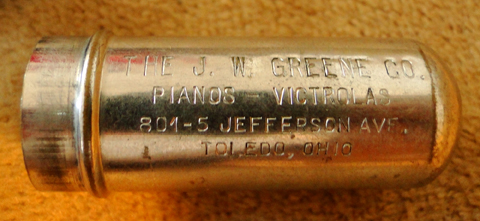 THE J. W. GREENE CO.
PIANOS - VICTROLAS
801-5 JEFFERSON AVE.
TOLEDO, OHIO